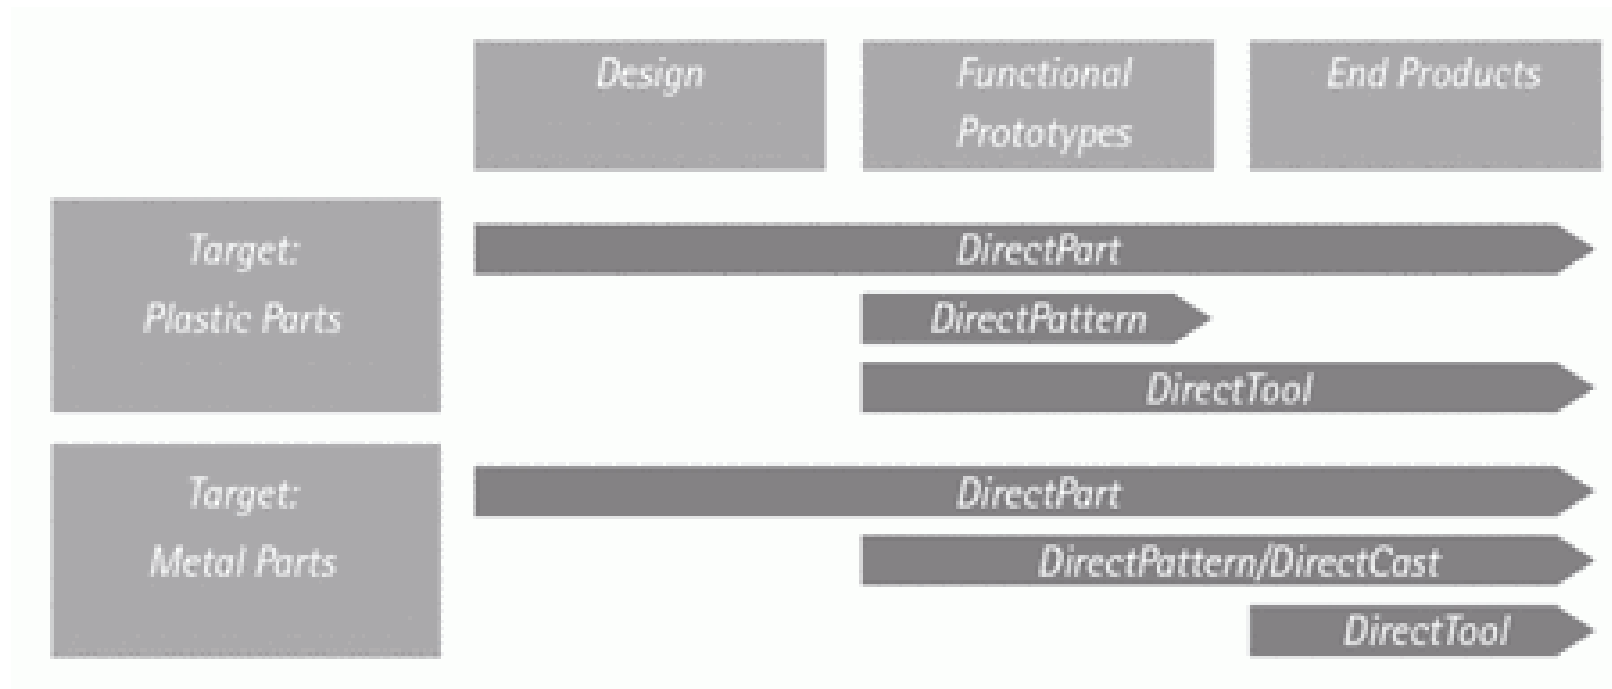 Design
Functional
Prototypes
End Products
Target:
Plastic Parts
DirectPart
DirectPattern
DirectTool
Target:
Metal Parts
DirectPart
DirectPattern/DirectCast
DirectTool